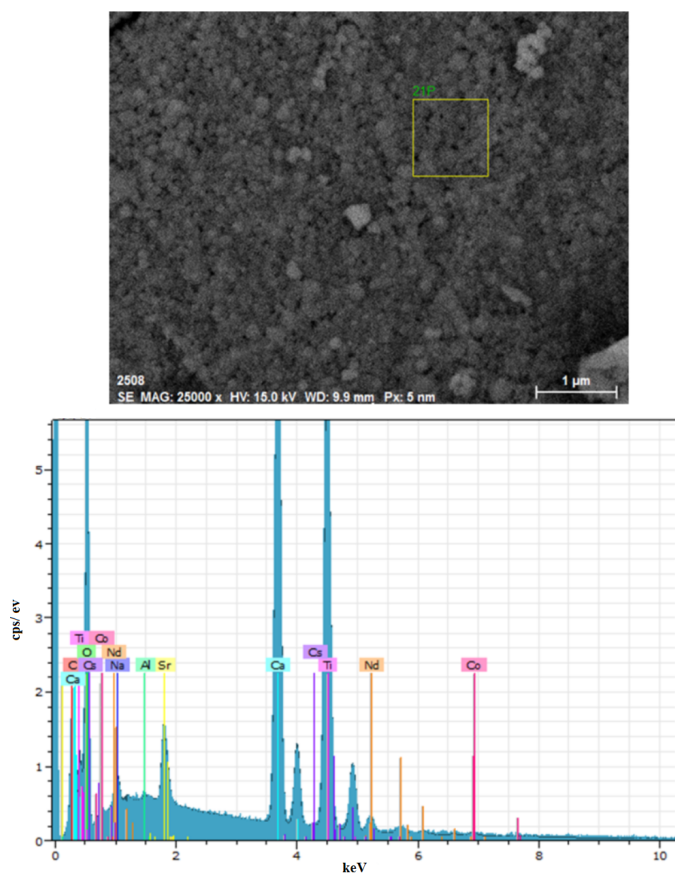 21P
2508
SE MAG: 25000 x HV: 15.0 kV WD: 9.9 mm Px: 5 nm
1 µm
5
4
3
2
1
0
cps/ ev
Ti Co
O Nd
C Cs Na Al Sr Ca Cs Ti Nd Co
Ca
0 2 4 6 8 10
keV